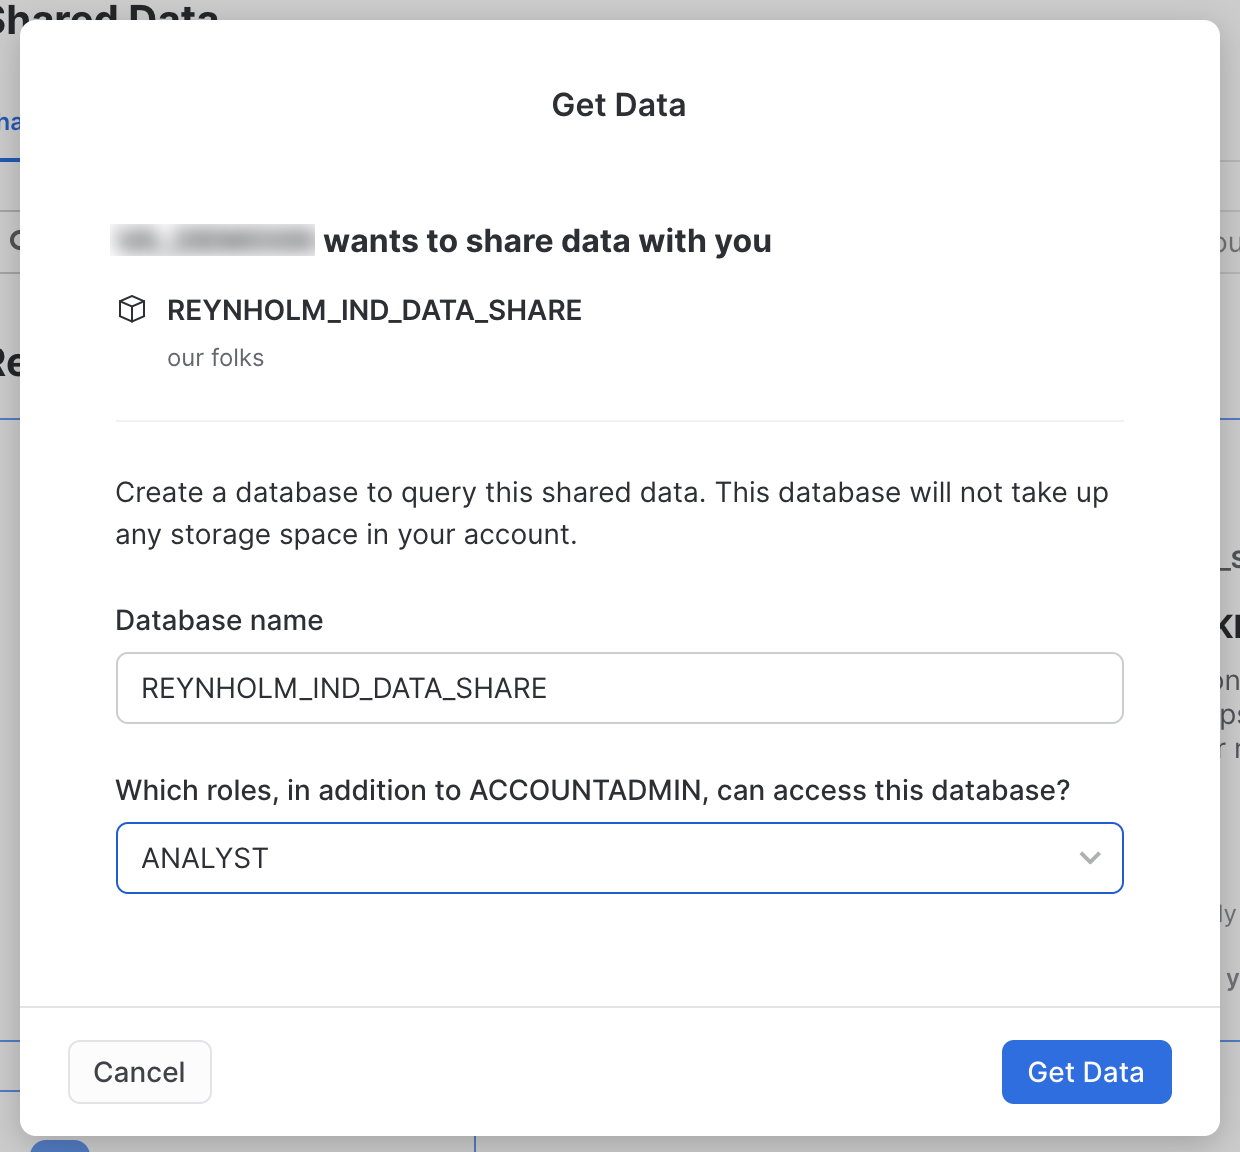 Shared Data
Get Data
wants to share data with you
REYNHOLM_IND_DATA_SHARE
our folks
Create a database to query this shared data. This database will not take up
any storage space in your account.
Database name
REYNHOLM_IND_DATA_SHARE
Which roles, in addition to ACCOUNTADMIN, can access this database?
ANALYST
Cancel
Get Data